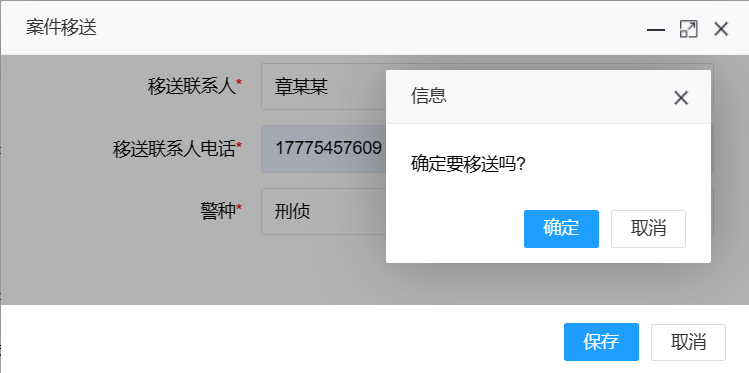 案件移送
移送联系人* 章某某
移送联系人电话* 17775457609
警种* 刑侦
信息
确定要移送吗?
确定 取消
保存 取消